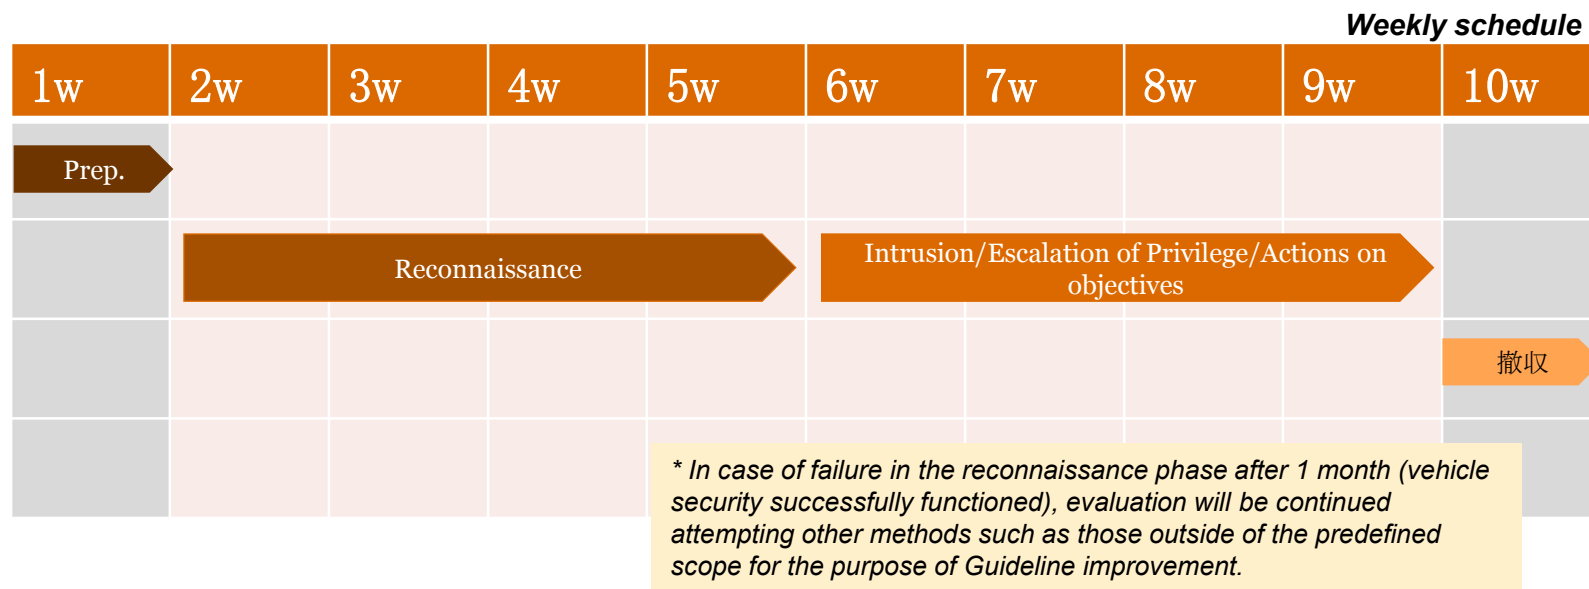 Weekly schedule
1w 2w 3w 4w 5w 6w 7w 8w 9w 10w
Prep.
Reconnaissance
Intrusion/Escalation of Privilege/Actions on
objectives
撤収
* In case of failure in the reconnaissance phase after 1 month (vehicle
security successfully functioned), evaluation will be continued
attempting other methods such as those outside of the predefined
scope for the purpose of Guideline improvement.